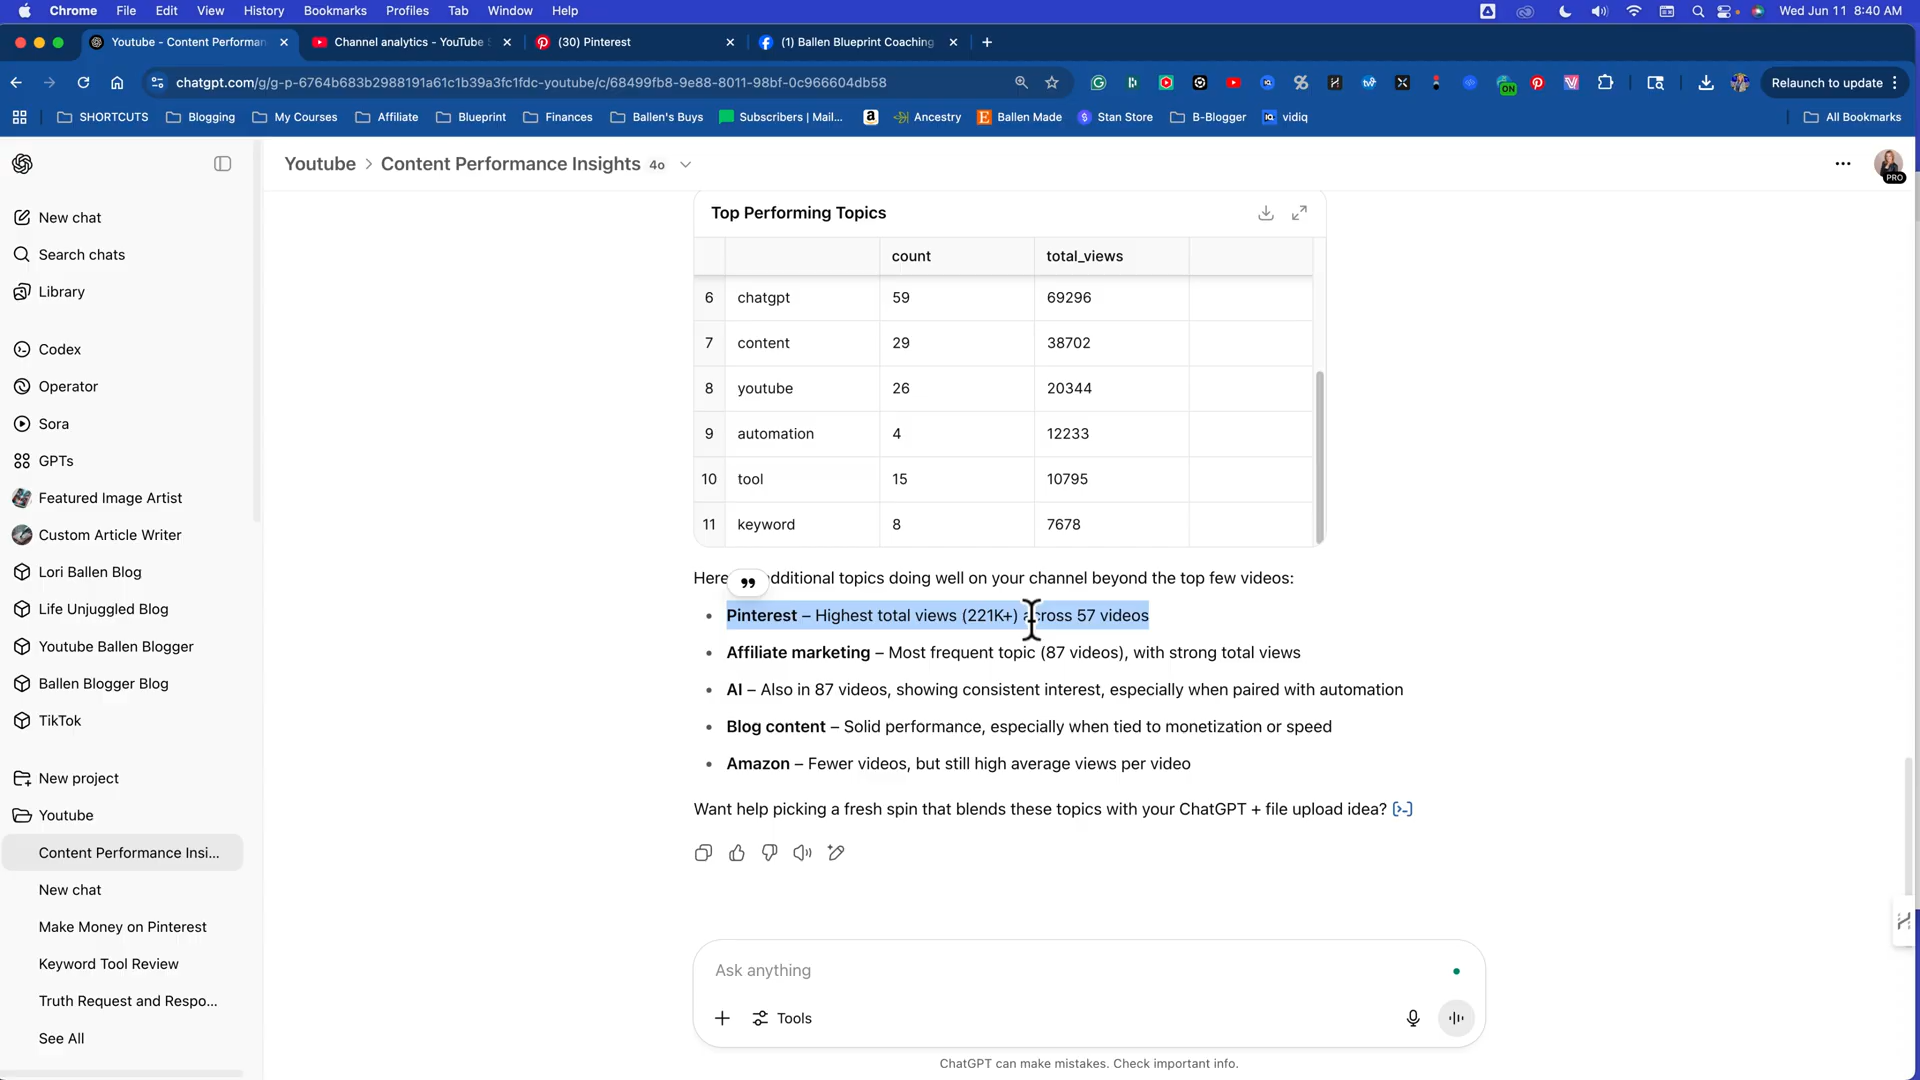 Chrome File Edit View History Bookmarks Profiles Tab Window Help Wed Jun 11 8:40 AM
Youtube - Content Performan Channel analytics - YouTube (30) Pinterest (1) Ballen Blueprint Coaching
chatgpt.com/g/g-p-6764b683b2988191a61c1b39a3fc1fdc-youtube/c/68499fb8-9e88-8011-98bf-0c966604db58 ON Relaunch to update
SHORTCUTS Blogging My Courses Affiliate Blueprint Finances Ballen's Buys Subscribers | Mail... Ancestry Ballen Made Stan Store B-Blogger vidiq All Bookmarks
Youtube > Content Performance Insights 4o
PRO
New chat
Search chats
Library
Codex
Operator
Sora
GPTs
Featured Image Artist
Custom Article Writer
Lori Ballen Blog
Life Unjuggled Blog
Youtube Ballen Blogger
Ballen Blogger Blog
TikTok
New project
Youtube
Content Performance Insi...
New chat
Make Money on Pinterest
Keyword Tool Review
Truth Request and Respo...
See All
Top Performing Topics
count total_views
6 chatgpt 59 69296
7 content 29 38702
8 youtube 26 20344
9 automation 4 12233
10 tool 15 10795
11 keyword 8 7678
Here dditional topics doing well on your channel beyond the top few videos:
• Pinterest – Highest total views (221K+) across 57 videos
• Affiliate marketing – Most frequent topic (87 videos), with strong total views
• AI – Also in 87 videos, showing consistent interest, especially when paired with automation
• Blog content – Solid performance, especially when tied to monetization or speed
• Amazon – Fewer videos, but still high average views per video
Want help picking a fresh spin that blends these topics with your ChatGPT + file upload idea? [>-]
Ask anything
Tools
ChatGPT can make mistakes. Check important info.